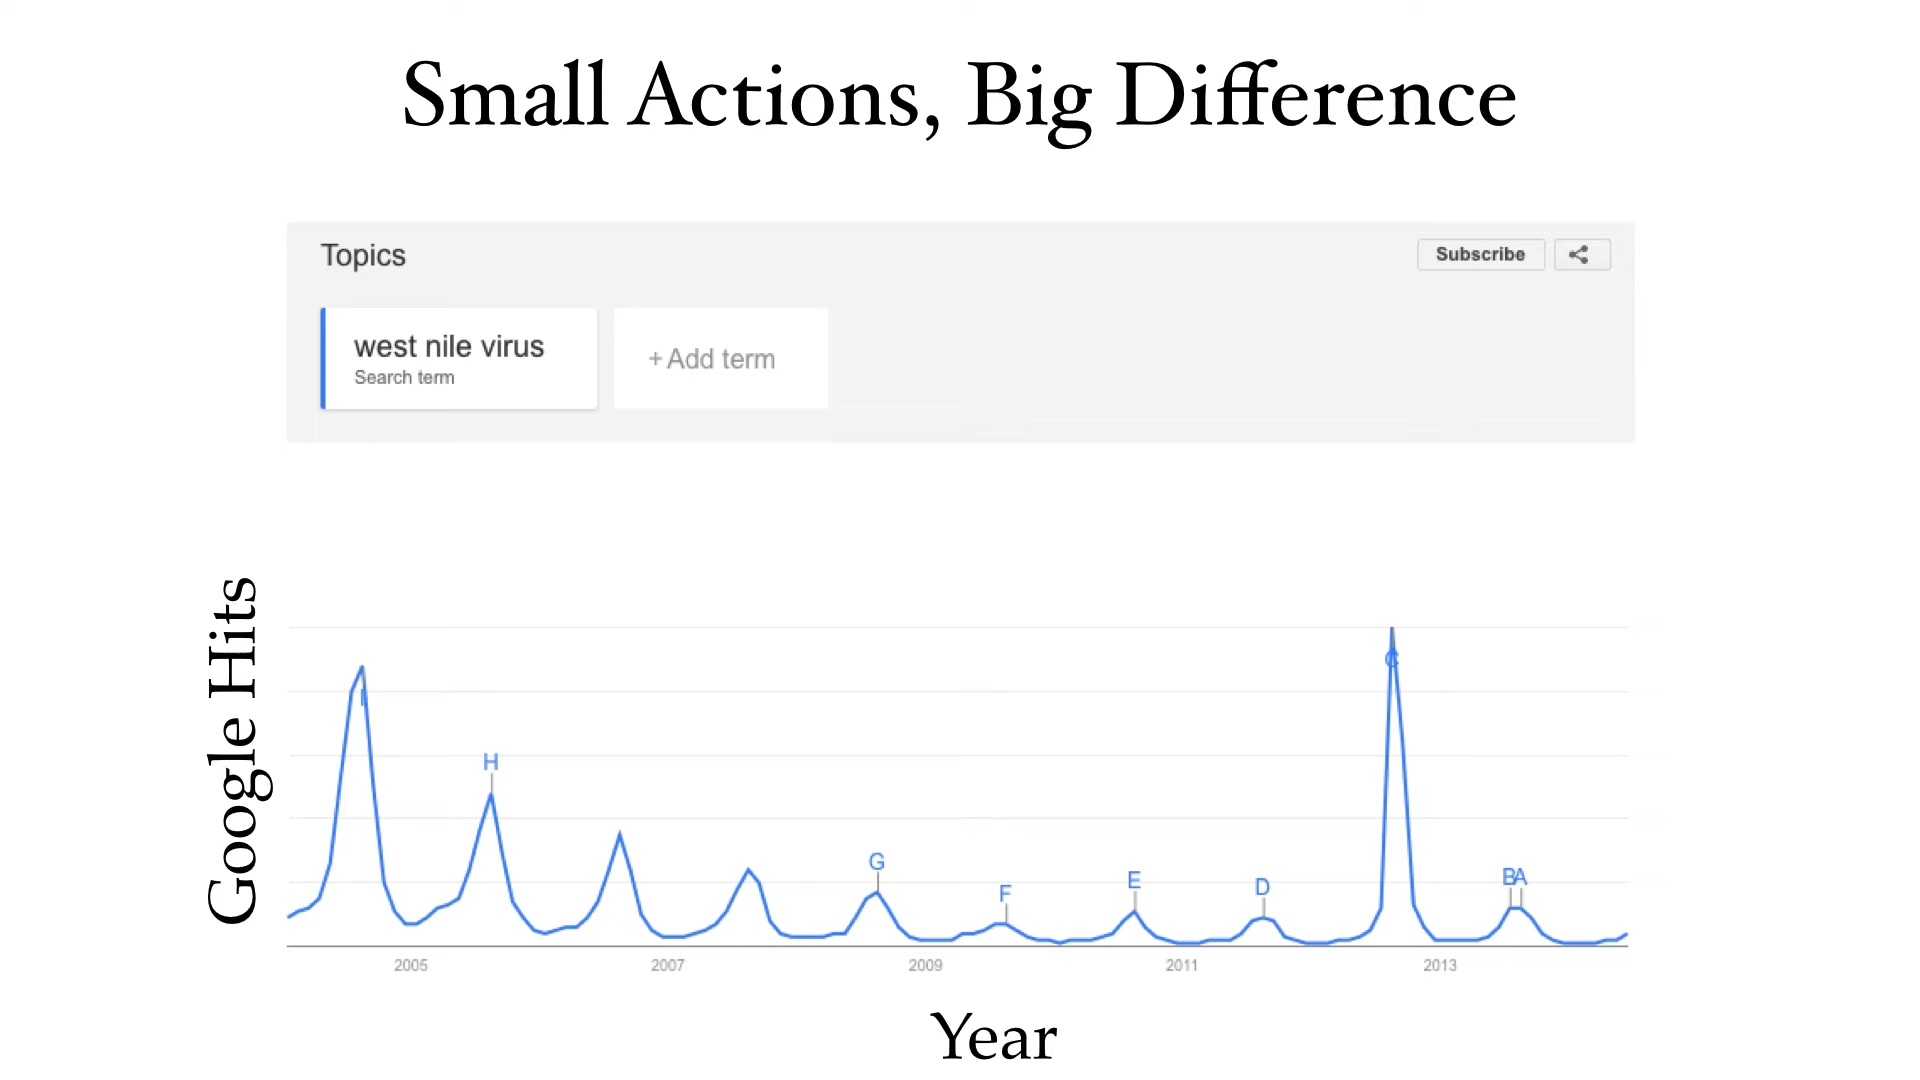 Small Actions, Big Difference
Topics
Subscribe
west nile virus
Search term
+ Add term
Google Hits
I
H
G
F
E
D
C
B
A
2005
2007
2009
2011
2013
Year